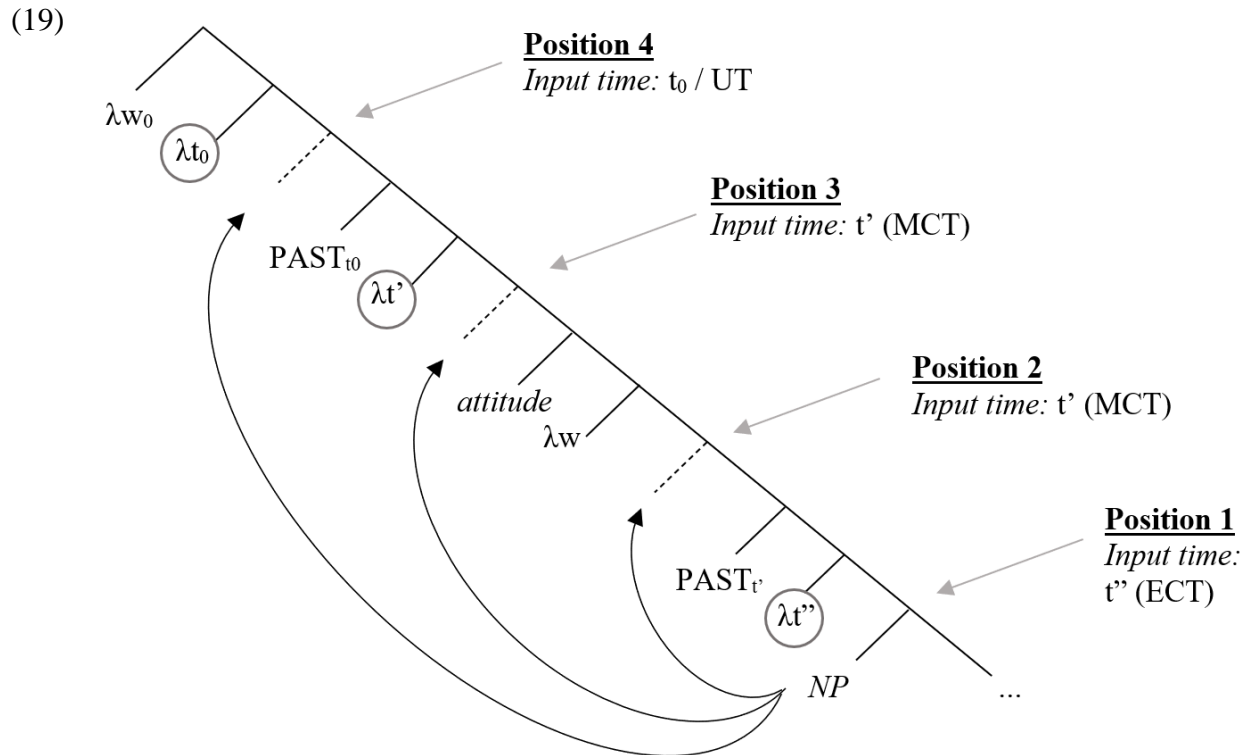 (19)
Position 4
Input time: t₀ / UT
λw₀
λt₀
Position 3
Input time: t’ (MCT)
PASTₜ₀
λt’
Position 2
Input time: t’ (MCT)
attitude
λw
Position 1
Input time:
t” (ECT)
PASTₜ’
λt”
NP
...